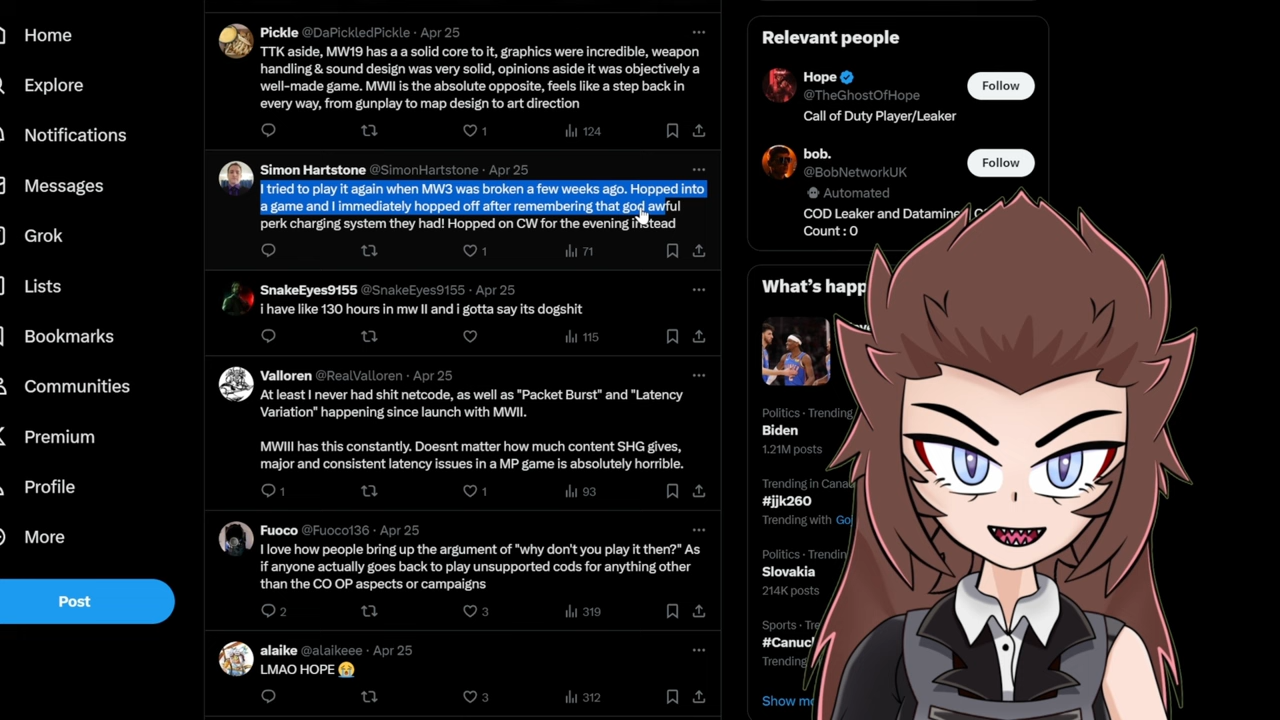 Home
Explore
Notifications
Messages
Grok
Lists
Bookmarks
Communities
Premium
Profile
More
Post
Pickle @DaPickledPickle · Apr 25
TTK aside, MW19 has a a solid core to it, graphics were incredible, weapon
handling & sound design was very solid, opinions aside it was objectively a
well-made game. MWII is the absolute opposite, feels like a step back in
every way, from gunplay to map design to art direction
1 124
Simon Hartstone @SimonHartstone · Apr 25
I tried to play it again when MW3 was broken a few weeks ago. Hopped into
a game and I immediately hopped off after remembering that god awful
perk charging system they had! Hopped on CW for the evening instead
1 71
SnakeEyes9155 @SnakeEyes9155 · Apr 25
i have like 130 hours in mw II and i gotta say its dogshit
115
Valloren @RealValloren · Apr 25
At least I never had shit netcode, as well as "Packet Burst" and "Latency
Variation" happening since launch with MWII.
MWIII has this constantly. Doesnt matter how much content SHG gives,
major and consistent latency issues in a MP game is absolutely horrible.
1 1 93
Fuoco @Fuoco136 · Apr 25
I love how people bring up the argument of "why don't you play it then?" As
if anyone actually goes back to play unsupported cods for anything other
than the CO OP aspects or campaigns
2 3 319
alaike @alaikeee · Apr 25
LMAO HOPE 😭
3 312
Relevant people
Hope
@TheGhostOfHope
Follow
Call of Duty Player/Leaker
bob.
@BobNetworkUK
Follow
Automated
COD Leaker and Datamine
Count : 0
What's happ
Politics · Trending
Biden
1.21M posts
Trending in Cana
#jjk260
Trending with Go
Politics · Trendin
Slovakia
214K posts
Sports · Tre
#Canuc
Trending
Show mo